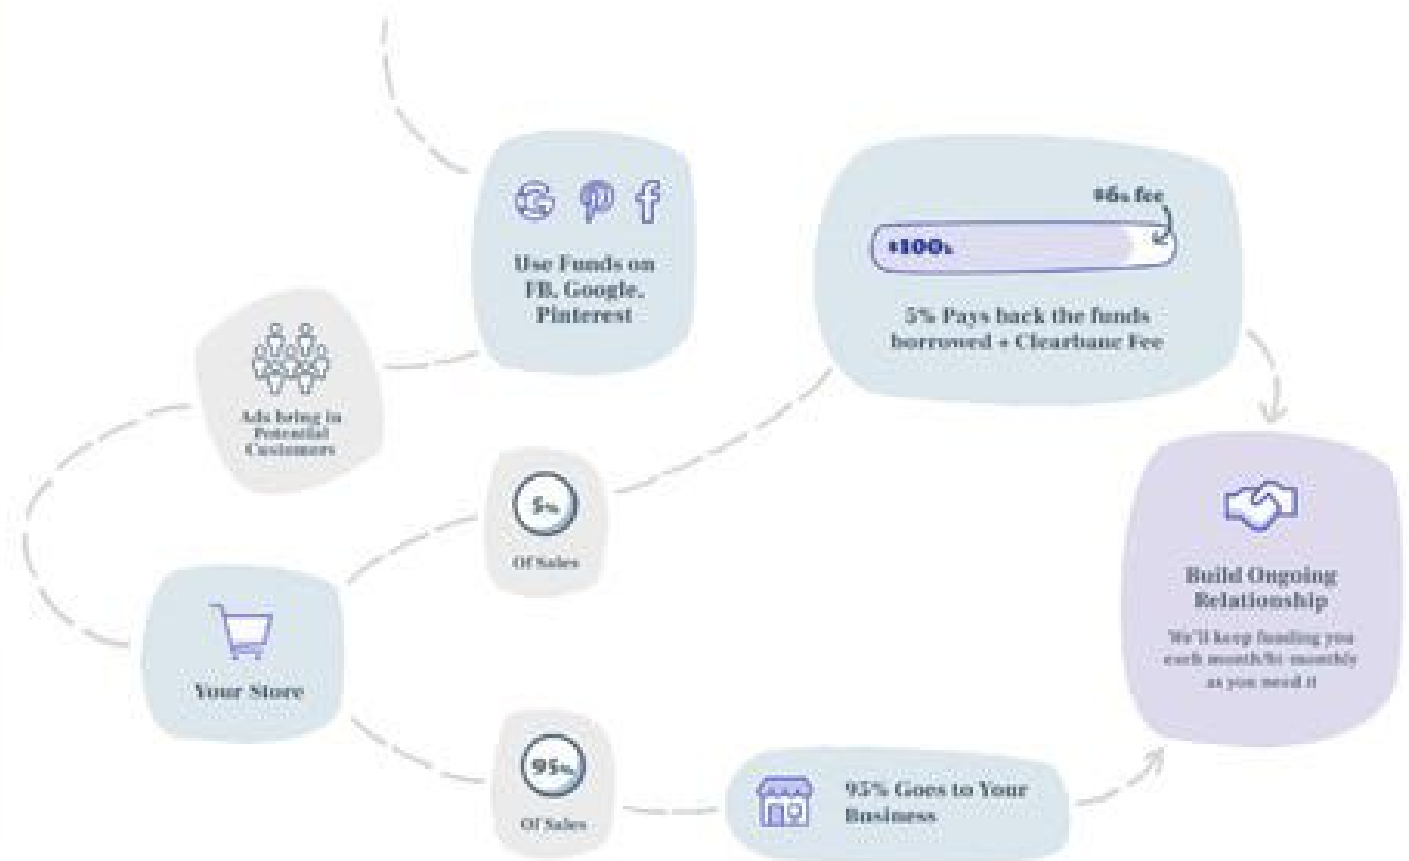 Use Funds on
FB, Google,
Pinterest
$6k fee
$100k
5% Pays back the funds
borrowed + Clearbanc Fee
Ads bring in
Potential
Customers
5%
Of Sales
Your Store
Build Ongoing
Relationship
We'll keep funding you
each monthly
as you need it
95%
Of Sales
95% Goes to Your
Business